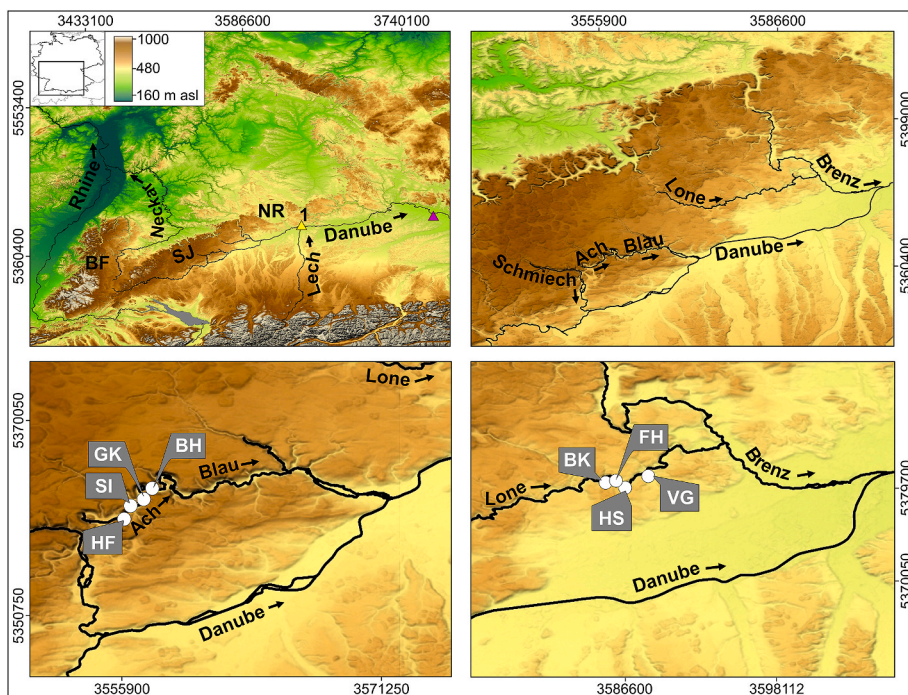 3433100
3586600
3740100
3555900
3586600
5553400
5360400
1000
480
160 m asl
Rhine
Neckar
NR
1
Danube
BF
SJ
Lech
5399000
5360400
Brenz
Lone
Ach
Blau
Schmiech
Danube
5370050
5350750
Lone
GK
BH
Blau
SI
Ach
HF
Danube
3555900
3571250
5379700
5370050
FH
BK
Brenz
Lone
VG
HS
Danube
3586600
3598112